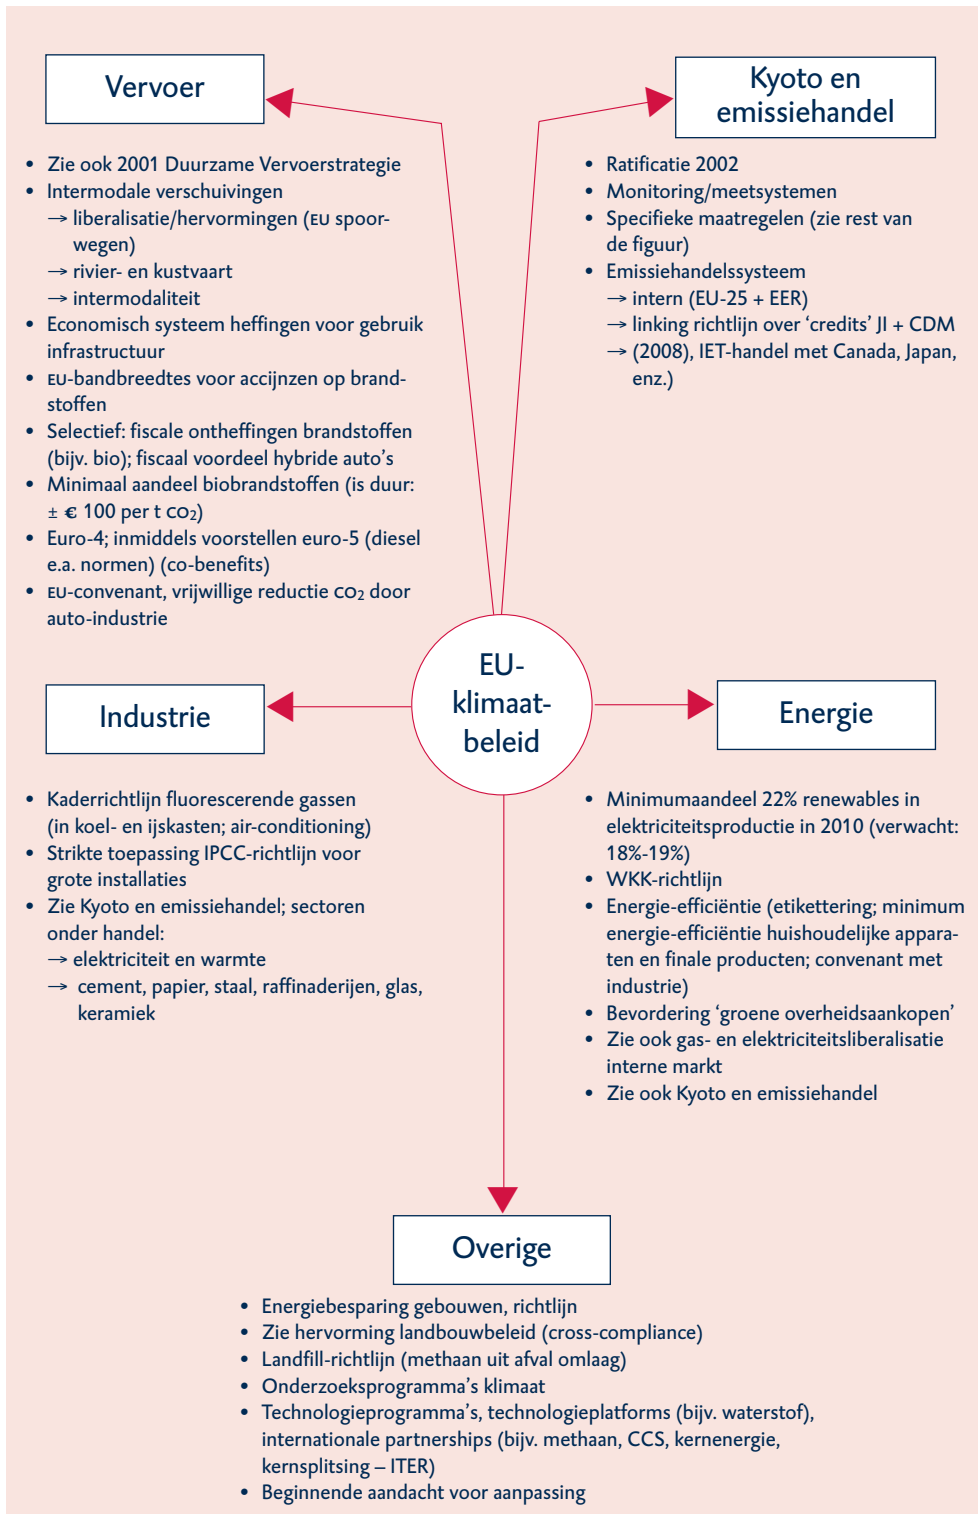 Vervoer
• Zie ook 2001 Duurzame Vervoerstrategie
• Intermodale verschuivingen
→ liberalisatie/hervormingen (EU spoor-
wegen)
→ rivier- en kustvaart
→ intermodaliteit
• Economisch systeem heffingen voor gebruik
infrastructuur
• EU-bandbreedtes voor accijnzen op brand-
stoffen
• Selectief: fiscale ontheffingen brandstoffen
(bijv. bio); fiscaal voordeel hybride auto's
• Minimaal aandeel biobrandstoffen (is duur:
± € 100 per t CO₂)
• Euro-4; inmiddels voorstellen euro-5 (diesel
e.a. normen) (co-benefits)
• EU-convenant, vrijwillige reductie CO₂ door
auto-industrie
Kyoto en
emissiehandel
• Ratificatie 2002
• Monitoring/meetsystemen
• Specifieke maatregelen (zie rest van
de figuur)
• Emissiehandelssysteem
→ intern (EU-25 + EER)
→ linking richtlijn over ‘credits’ JI + CDM
→ (2008), IET-handel met Canada, Japan,
enz.)
EU-
klimaat-
beleid
Industrie
• Kaderrichtlijn fluorescerende gassen
(in koel- en ijskasten; air-conditioning)
• Strikte toepassing IPCC-richtlijn voor
grote installaties
• Zie Kyoto en emissiehandel; sectoren
onder handel:
→ elektriciteit en warmte
→ cement, papier, staal, raffinaderijen, glas,
keramiek
Energie
• Minimumaandeel 22% renewables in
elektriciteitsproductie in 2010 (verwacht:
18%-19%)
• WKK-richtlijn
• Energie-efficiëntie (etikettering; minimum
energie-efficiëntie huishoudelijke appara-
ten en finale producten; convenant met
industrie)
• Bevordering ‘groene overheidsaankopen’
• Zie ook gas- en elektriciteitsliberalisatie
interne markt
• Zie ook Kyoto en emissiehandel
Overige
• Energiebesparing gebouwen, richtlijn
• Zie hervorming landbouwbeleid (cross-compliance)
• Landfill-richtlijn (methaan uit afval omlaag)
• Onderzoeksprogramma's klimaat
• Technologieprogramma's, technologieplatforms (bijv. waterstof),
internationale partnerships (bijv. methaan, CCS, kernenergie,
kernsplitsing – ITER)
• Beginnende aandacht voor aanpassing